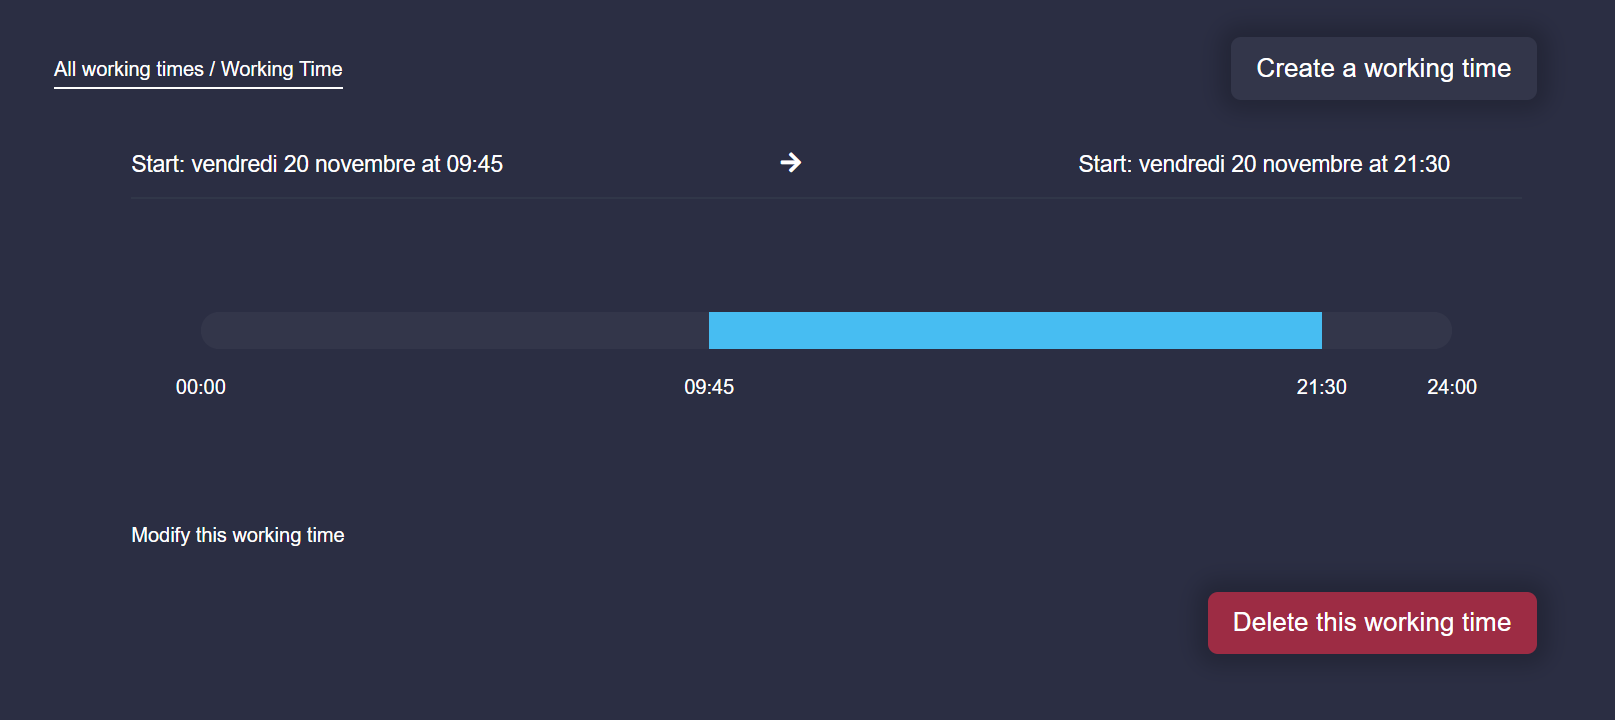 All working times / Working Time
Create a working time
Start: vendredi 20 novembre at 09:45
Start: vendredi 20 novembre at 21:30
00:00
09:45
21:30
24:00
Modify this working time
Delete this working time